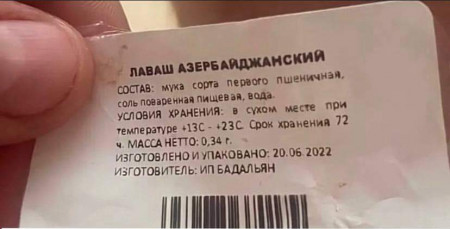 ЛАВАШ АЗЕРБАЙДЖАНСКИЙ
СОСТАВ: мука сорта первого пшеничная,
соль поваренная пищевая, вода.
УСЛОВИЯ ХРАНЕНИЯ: в сухом месте при
температуре +13С - +23С. Срок хранения 72
ч. МАССА НЕТТО: 0,34 г.
ИЗГОТОВЛЕНО И УПАКОВАНО: 20.06.2022
ИЗГОТОВИТЕЛЬ: ИП БАДАЛЬЯН